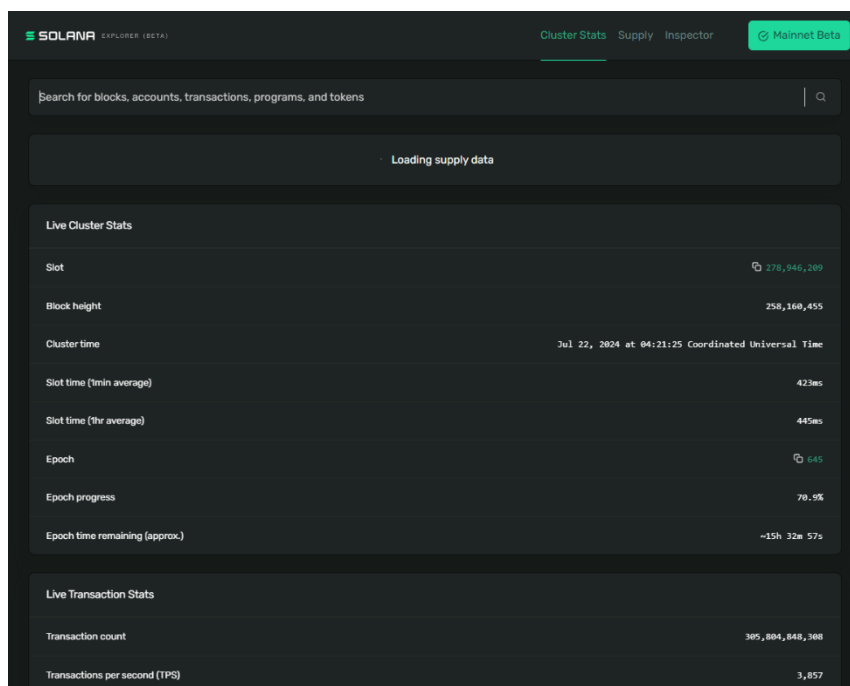 SOLANA EXPLORER (BETA) Cluster Stats Supply Inspector Mainnet Beta
Search for blocks, accounts, transactions, programs, and tokens
Loading supply data
Live Cluster Stats
Slot 278,946,209
Block height 258,160,455
Cluster time Jul 22, 2024 at 04:21:25 Coordinated Universal Time
Slot time (1min average) 423ms
Slot time (1hr average) 445ms
Epoch 645
Epoch progress 70.9%
Epoch time remaining (approx.) ~15h 32m 57s
Live Transaction Stats
Transaction count 305,804,848,308
Transactions per second (TPS) 3,857